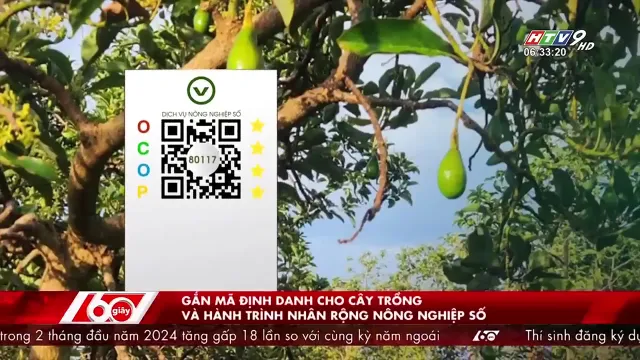 HTV9 HD
06:33:20
V
DỊCH VỤ NÔNG NGHIỆP SỐ
O
C
O
P
80117
GẮN MÃ ĐỊNH DANH CHO CÂY TRỒNG
VÀ HÀNH TRÌNH NHÂN RỘNG NÔNG NGHIỆP SỐ
60 giây
trong 2 tháng đầu năm 2024 tăng gấp 18 lần so với cùng kỳ năm ngoái 60 Thí sinh đăng ký dự